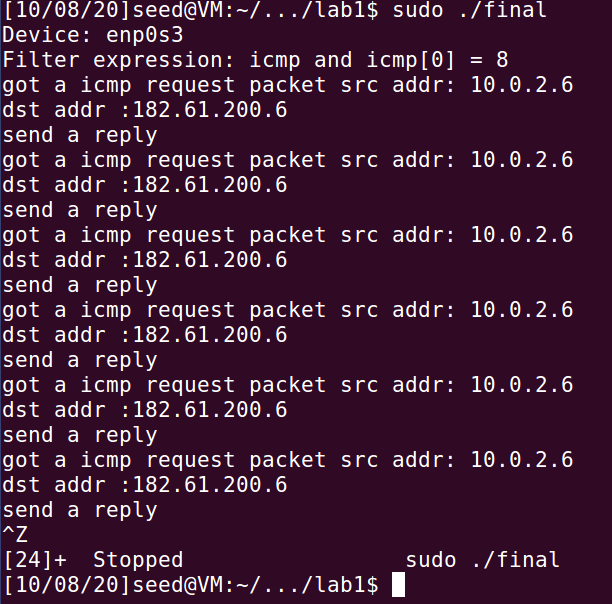 [10/08/20]seed@VM:~/.../lab1$ sudo ./final
Device: enp0s3
Filter expression: icmp and icmp[0] = 8
got a icmp request packet src addr: 10.0.2.6
dst addr :182.61.200.6
send a reply
got a icmp request packet src addr: 10.0.2.6
dst addr :182.61.200.6
send a reply
got a icmp request packet src addr: 10.0.2.6
dst addr :182.61.200.6
send a reply
got a icmp request packet src addr: 10.0.2.6
dst addr :182.61.200.6
send a reply
got a icmp request packet src addr: 10.0.2.6
dst addr :182.61.200.6
send a reply
got a icmp request packet src addr: 10.0.2.6
dst addr :182.61.200.6
send a reply
^Z
[24]+  Stopped                 sudo ./final
[10/08/20]seed@VM:~/.../lab1$